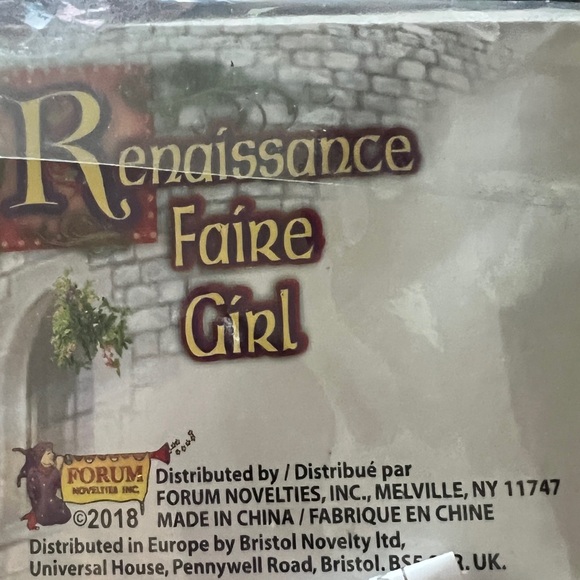 Renaissance
Faire
Girl
FORUM
NOVELTIES INC.
©2018
Distributed by / Distribué par
FORUM NOVELTIES, INC., MELVILLE, NY 11747
MADE IN CHINA / FABRIQUE EN CHINE
Distributed in Europe by Bristol Novelty ltd,
Universal House, Pennywell Road, Bristol. UK.